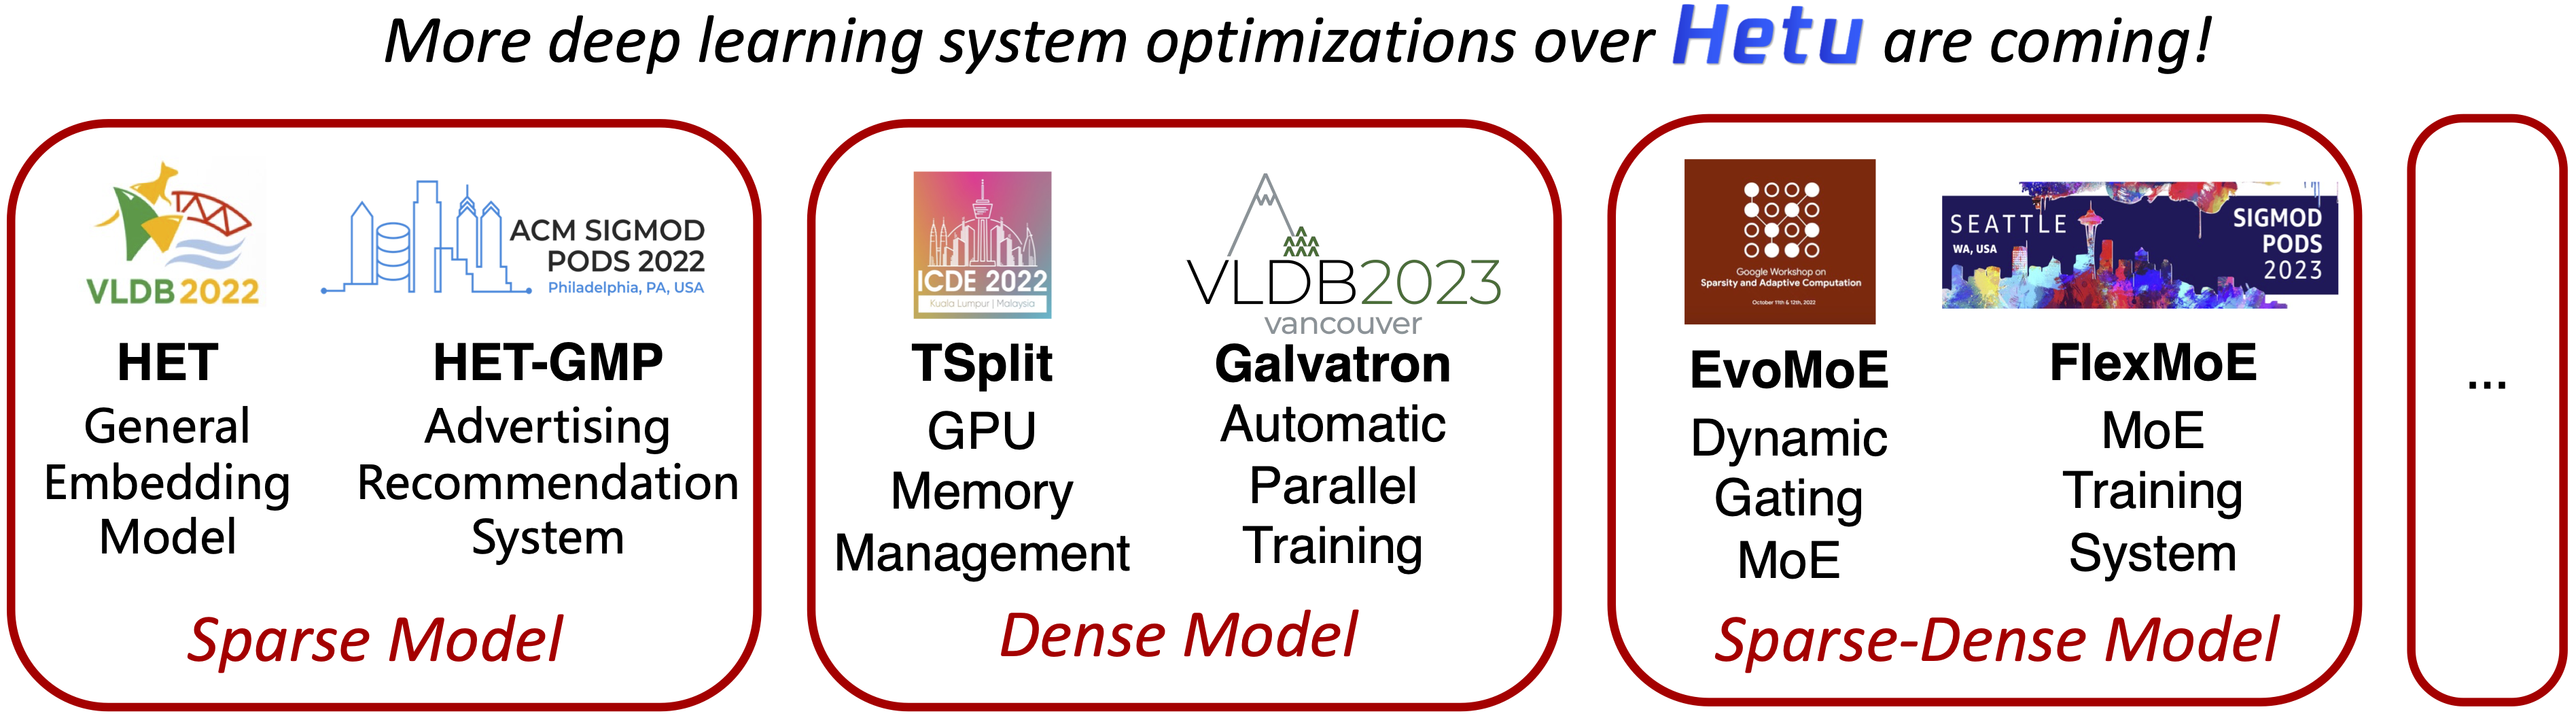 More deep learning system optimizations over Hetu are coming!
VLDB 2022
ACM SIGMOD
PODS 2022
Philadelphia, PA, USA
HET
General
Embedding
Model
HET-GMP
Advertising
Recommendation
System
Sparse Model
ICDE 2022
Kuala Lumpur | Malaysia
VLDB2023
vancouver
TSplit
GPU
Memory
Management
Galvatron
Automatic
Parallel
Training
Dense Model
Google Workshop on
Sparsity and Adaptive Computation
October 11th & 12th, 2022
SEATTLE
WA, USA
SIGMOD
PODS
2023
EvoMoE
Dynamic
Gating
MoE
FlexMoE
MoE
Training
System
Sparse-Dense Model
...